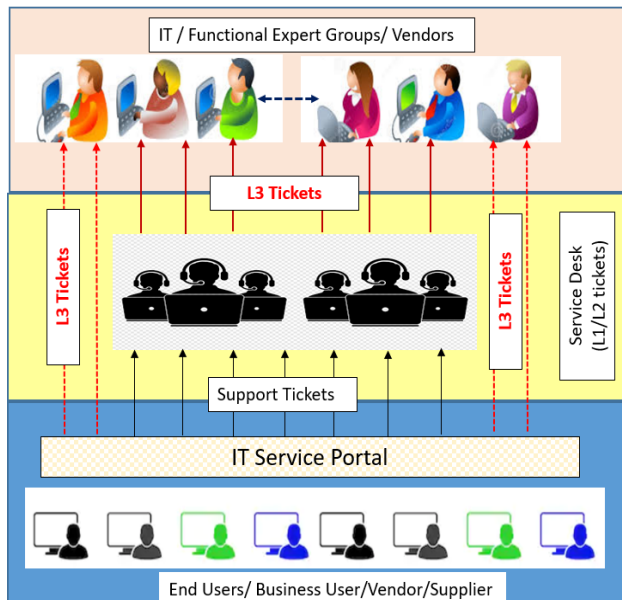 IT / Functional Expert Groups/ Vendors
L3 Tickets
L3 Tickets
L3 Tickets
Service Desk
(L1/L2 tickets)
Support Tickets
IT Service Portal
End Users/ Business User/Vendor/Supplier